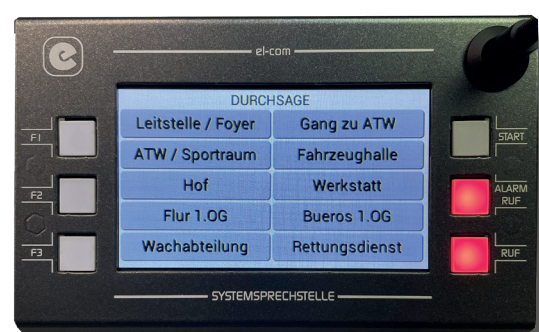 e
el-com
DURCHSAGE
Leitstelle / Foyer
Gang zu ATW
ATW / Sportraum
Fahrzeughalle
Hof
Werkstatt
Flur 1.OG
Bueros 1.OG
Wachabteilung
Rettungsdienst
F1
F2
F3
START
ALARM
RUF
RUF
SYSTEMSPRECHSTELLE